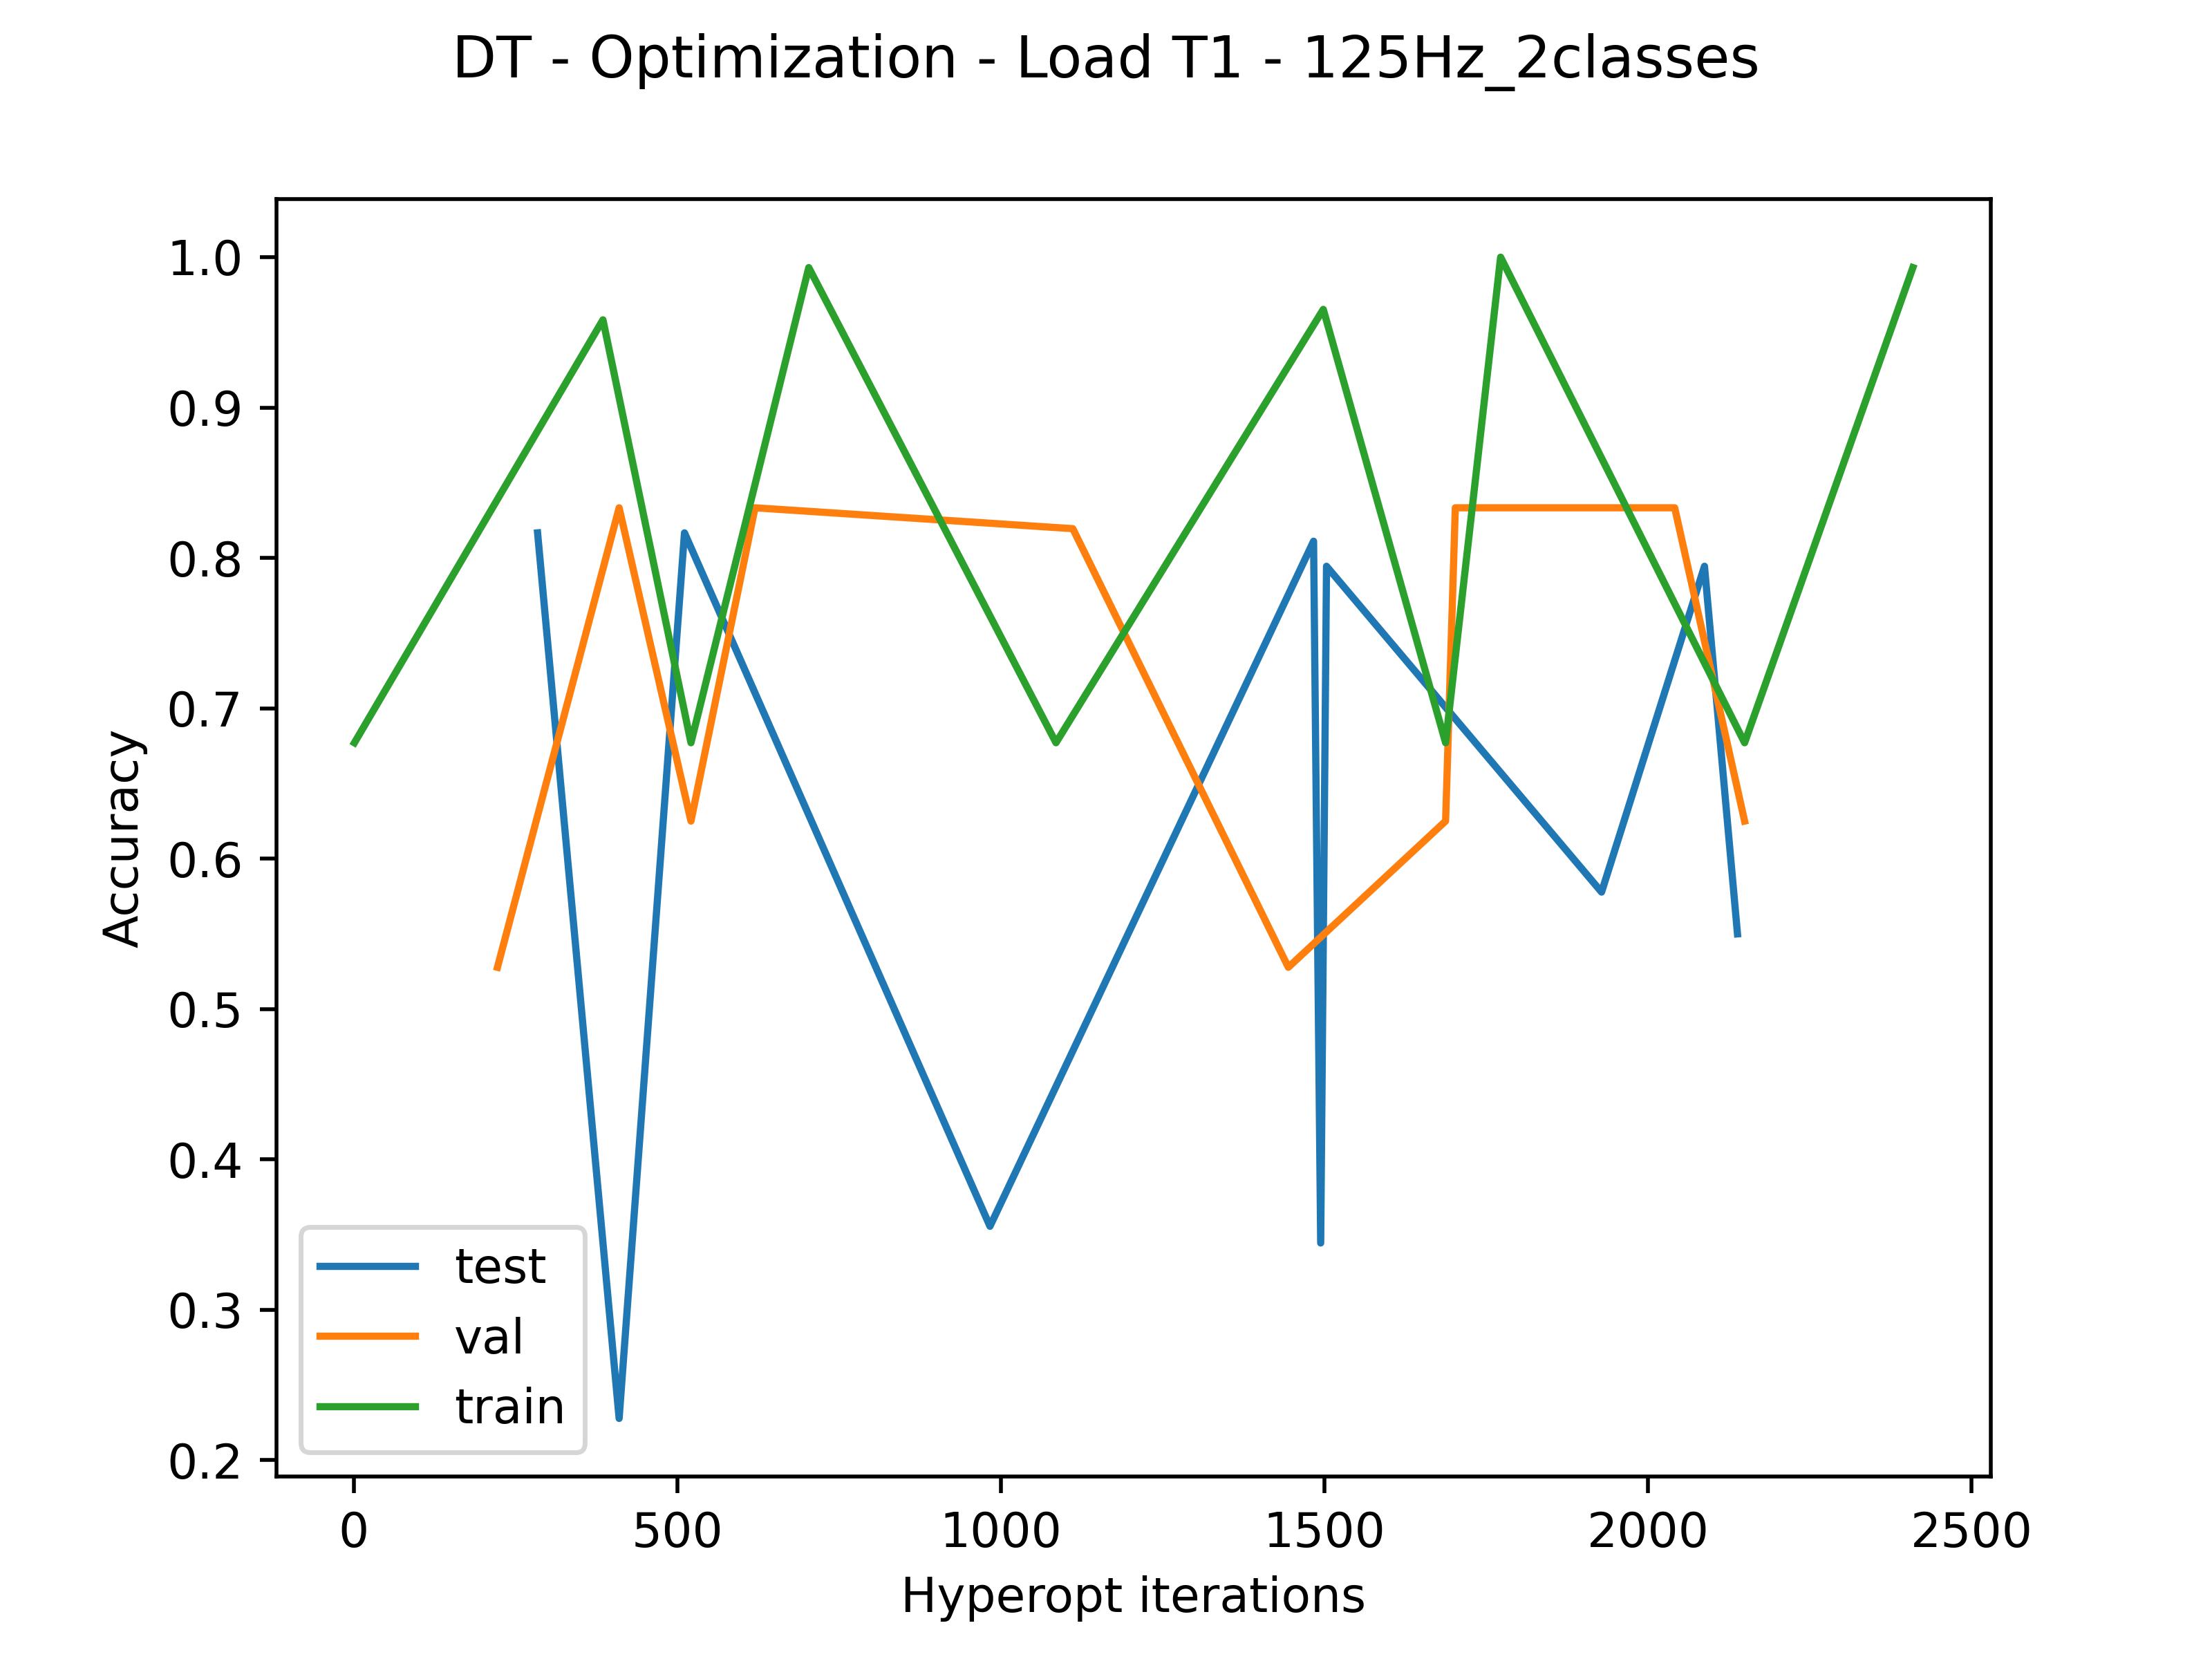 DT - Optimization - Load T1 - 125Hz_2classes
1.0
0.9
0.8
0.7
0.6
0.5
0.4
0.3
0.2
Accuracy
test
val
train
0 500 1000 1500 2000 2500
Hyperopt iterations